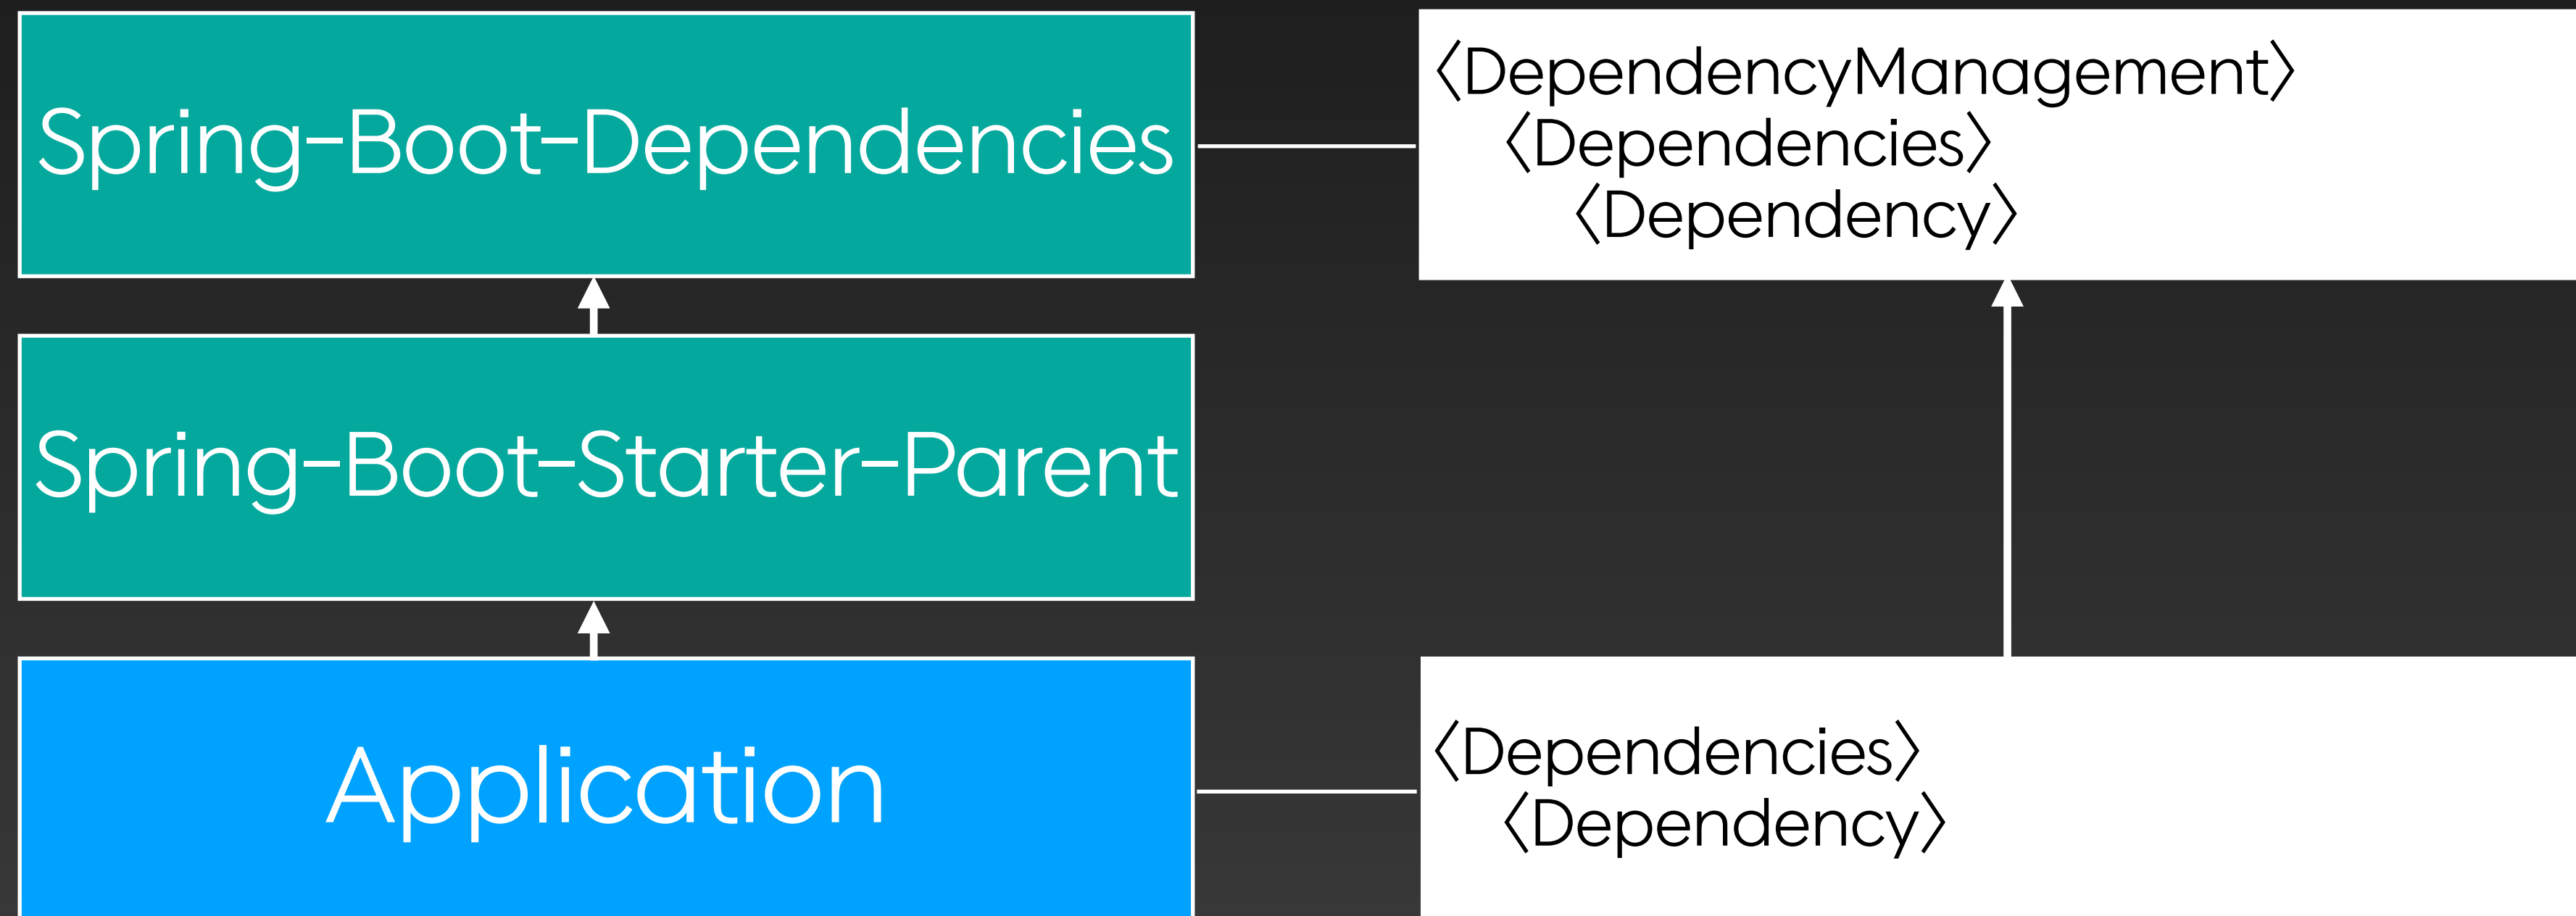 Spring-Boot-Dependencies
〈DependencyManagement〉
〈Dependencies〉
〈Dependency〉
Spring-Boot-Starter-Parent
Application
〈Dependencies〉
〈Dependency〉